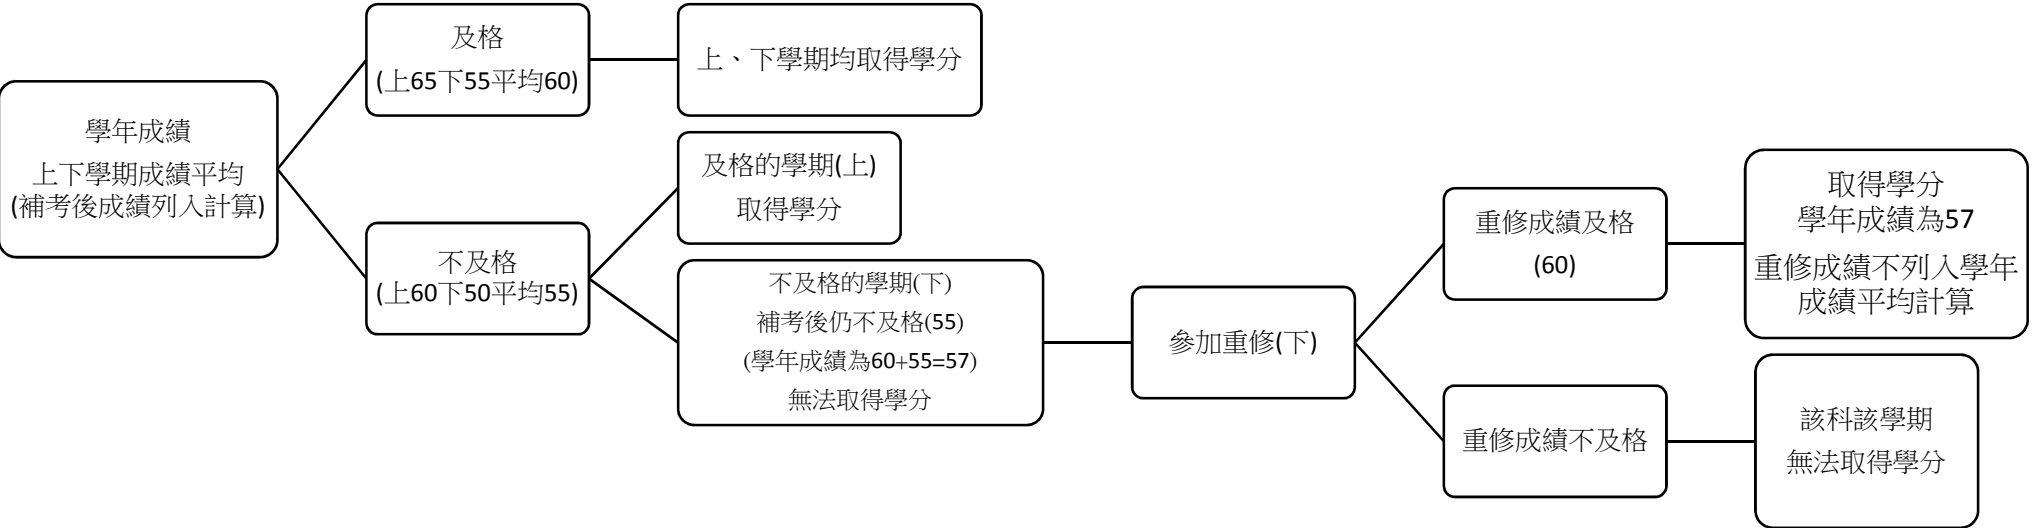 學年成績
上下學期成績平均
(補考後成績列入計算)
及格
(上65下55平均60)
上、下學期均取得學分
不及格
(上60下50平均55)
及格的學期(上)
取得學分
不及格的學期(下)
補考後仍不及格(55)
(學年成績為60+55=57)
無法取得學分
參加重修(下)
重修成績及格
(60)
取得學分
學年成績為57
重修成績不列入學年
成績平均計算
重修成績不及格
該科該學期
無法取得學分